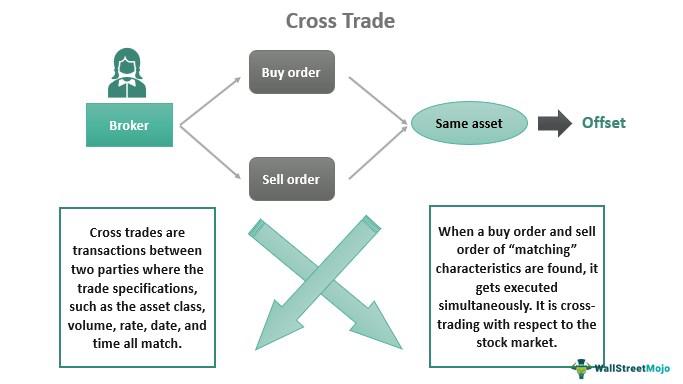 Cross Trade
Buy order
Broker
Same asset
Offset
Sell order
Cross trades are
transactions between
two parties where the
trade specifications,
such as the asset class,
volume, rate, date, and
time all match.
When a buy order and sell
order of “matching”
characteristics are found, it
gets executed
simultaneously. It is cross-
trading with respect to the
stock market.
WallStreetMojo